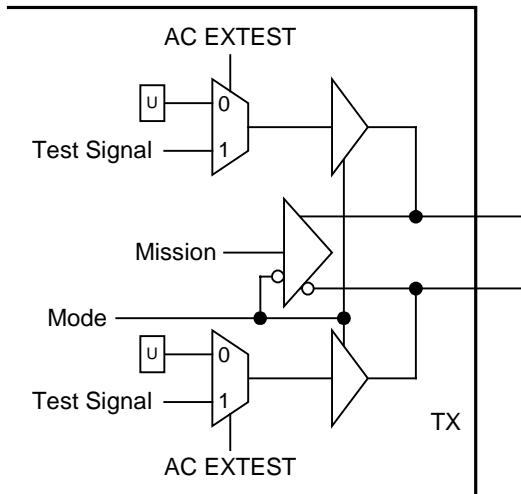 AC EXTEST
U
0
Test Signal
1
Mission
Mode
U
0
Test Signal
1
TX
AC EXTEST